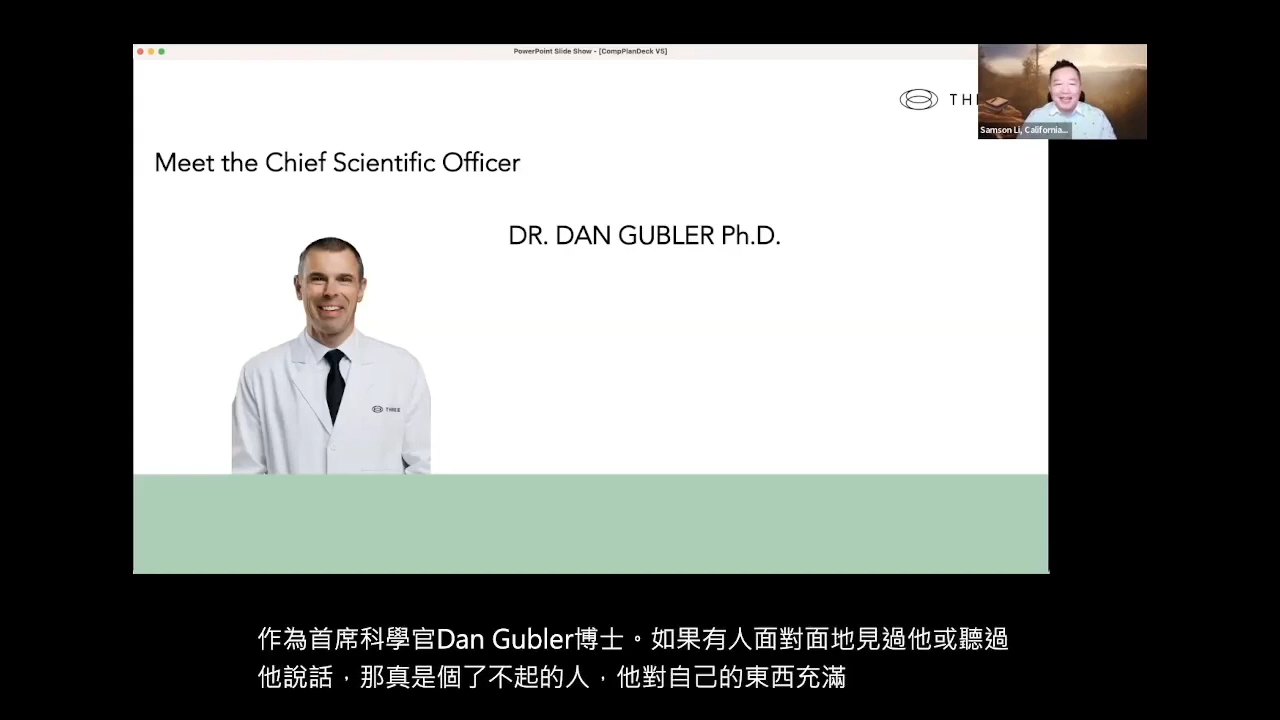 PowerPoint Slide Show - [CompPlanDeck V5]
THR
Samson Li, California...
Meet the Chief Scientific Officer
DR. DAN GUBLER Ph.D.
THREE
作為首席科學官Dan Gubler博士。如果有人面對面地見過他或聽過
他說話，那真是個了不起的人，他對自己的東西充滿